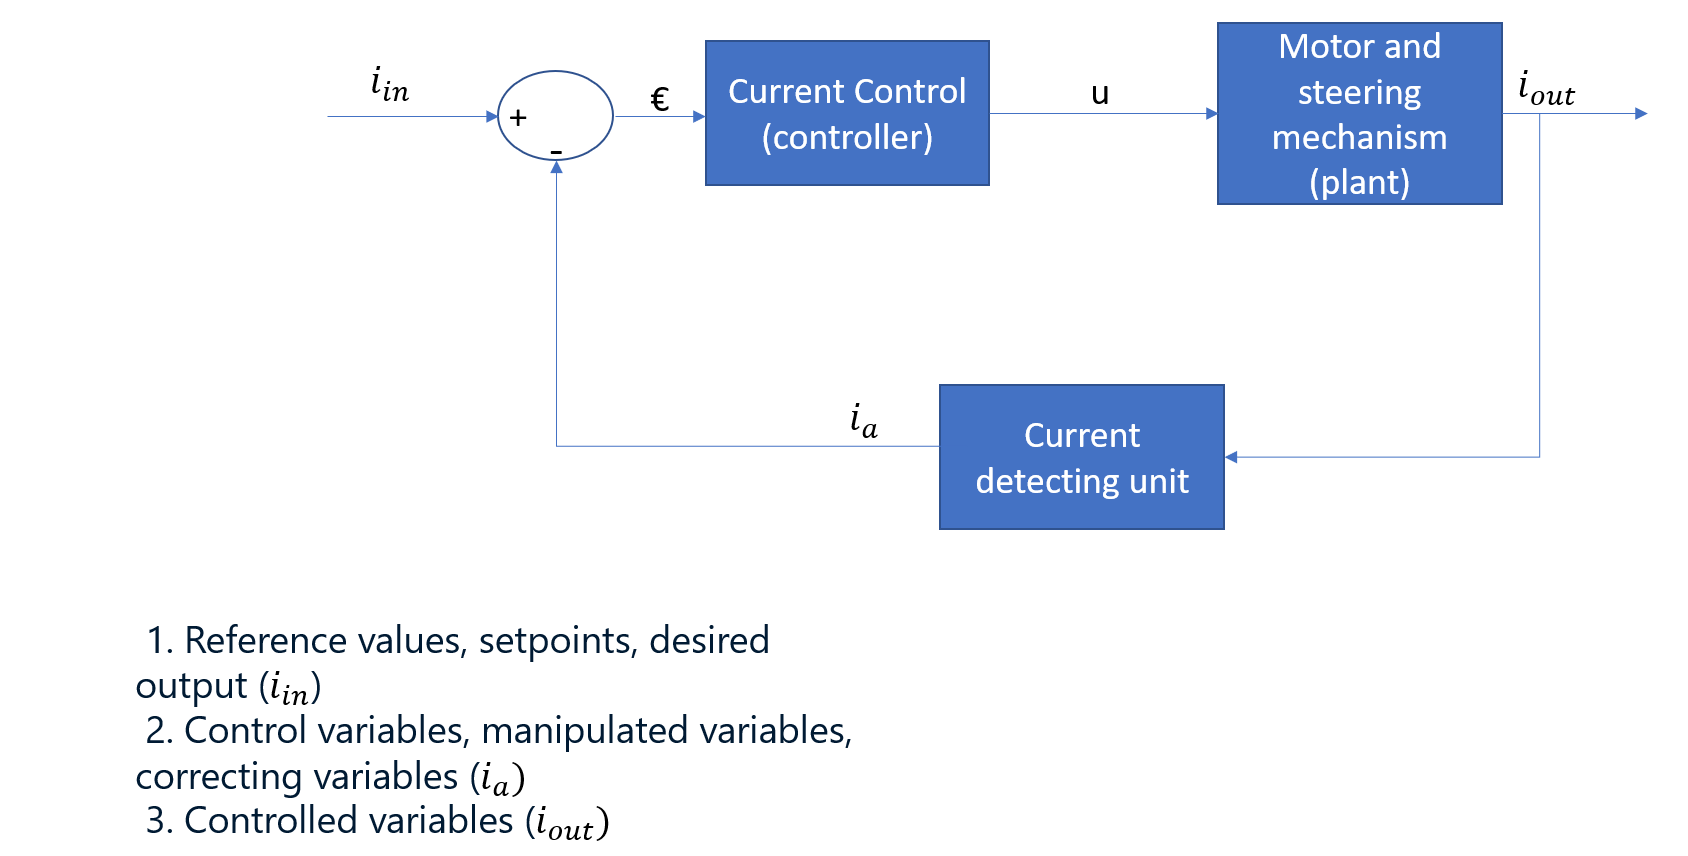 i_in
+
-
€
Current Control
(controller)
u
Motor and
steering
mechanism
(plant)
i_out
i_a
Current
detecting unit
1. Reference values, setpoints, desired
output (i_in)
2. Control variables, manipulated variables,
correcting variables (i_a)
3. Controlled variables (i_out)